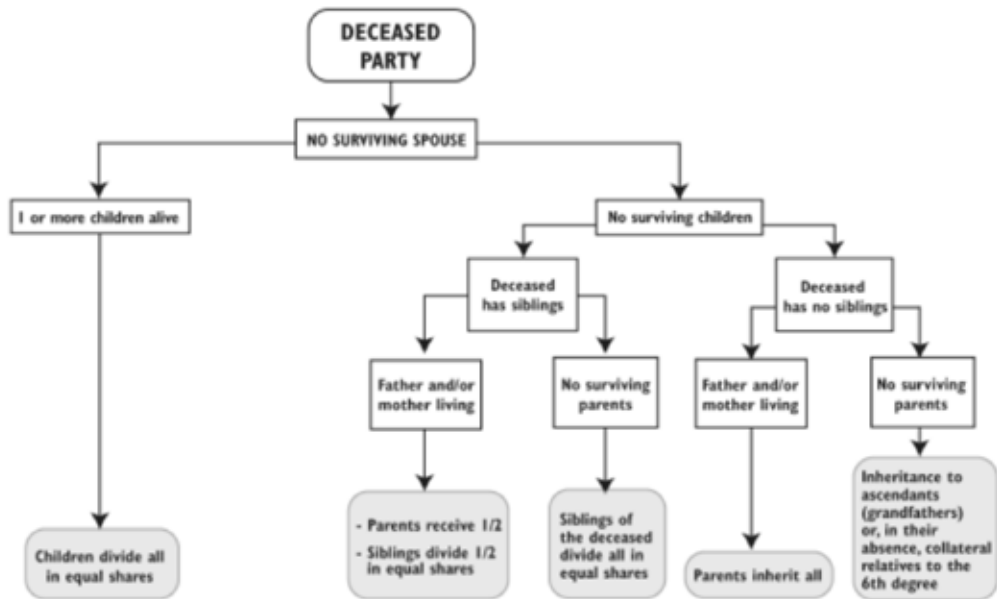 DECEASED
PARTY
NO SURVIVING SPOUSE
1 or more children alive
No surviving children
Deceased
has siblings
Deceased
has no siblings
Father and/or
mother living
No surviving
parents
Father and/or
mother living
No surviving
parents
Children divide all
in equal shares
- Parents receive 1/2
- Siblings divide 1/2
in equal shares
Siblings of
the deceased
divide all in
equal shares
Parents inherit all
Inheritance to
ascendants
(grandfathers)
or, in their
absence, collateral
relatives to the
6th degree